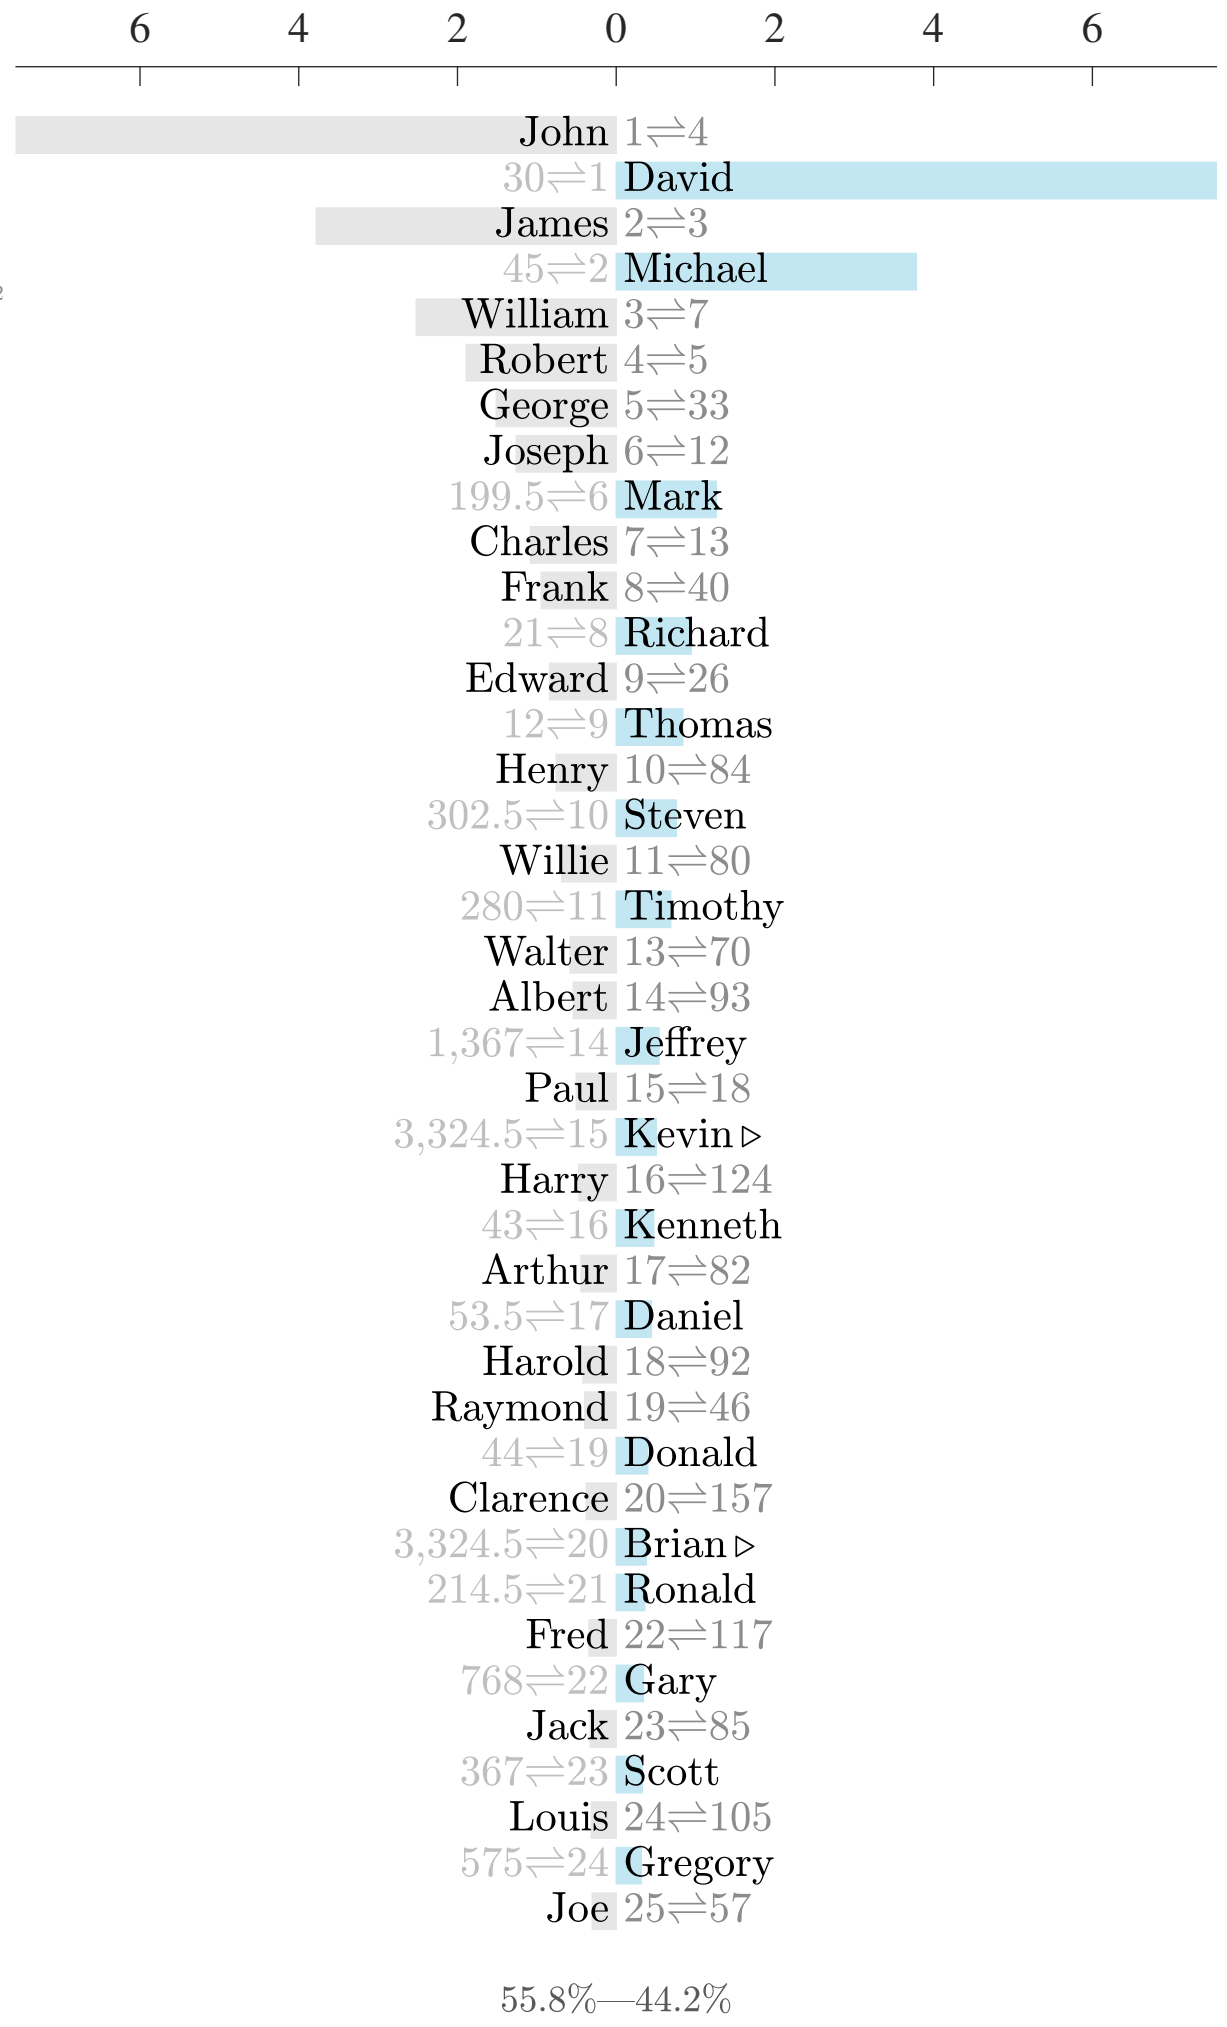 6 4 2 0 2 4 6
John 1⇌4
30⇌1 David
James 2⇌3
45⇌2 Michael
2
William 3⇌7
Robert 4⇌5
George 5⇌33
Joseph 6⇌12
199.5⇌6 Mark
Charles 7⇌13
Frank 8⇌40
21⇌8 Richard
Edward 9⇌26
12⇌9 Thomas
Henry 10⇌84
302.5⇌10 Steven
Willie 11⇌80
280⇌11 Timothy
Walter 13⇌70
Albert 14⇌93
1,367⇌14 Jeffrey
Paul 15⇌18
3,324.5⇌15 Kevin ▷
Harry 16⇌124
43⇌16 Kenneth
Arthur 17⇌82
53.5⇌17 Daniel
Harold 18⇌92
Raymond 19⇌46
44⇌19 Donald
Clarence 20⇌157
3,324.5⇌20 Brian ▷
214.5⇌21 Ronald
Fred 22⇌117
768⇌22 Gary
Jack 23⇌85
367⇌23 Scott
Louis 24⇌105
575⇌24 Gregory
Joe 25⇌57
55.8%—44.2%